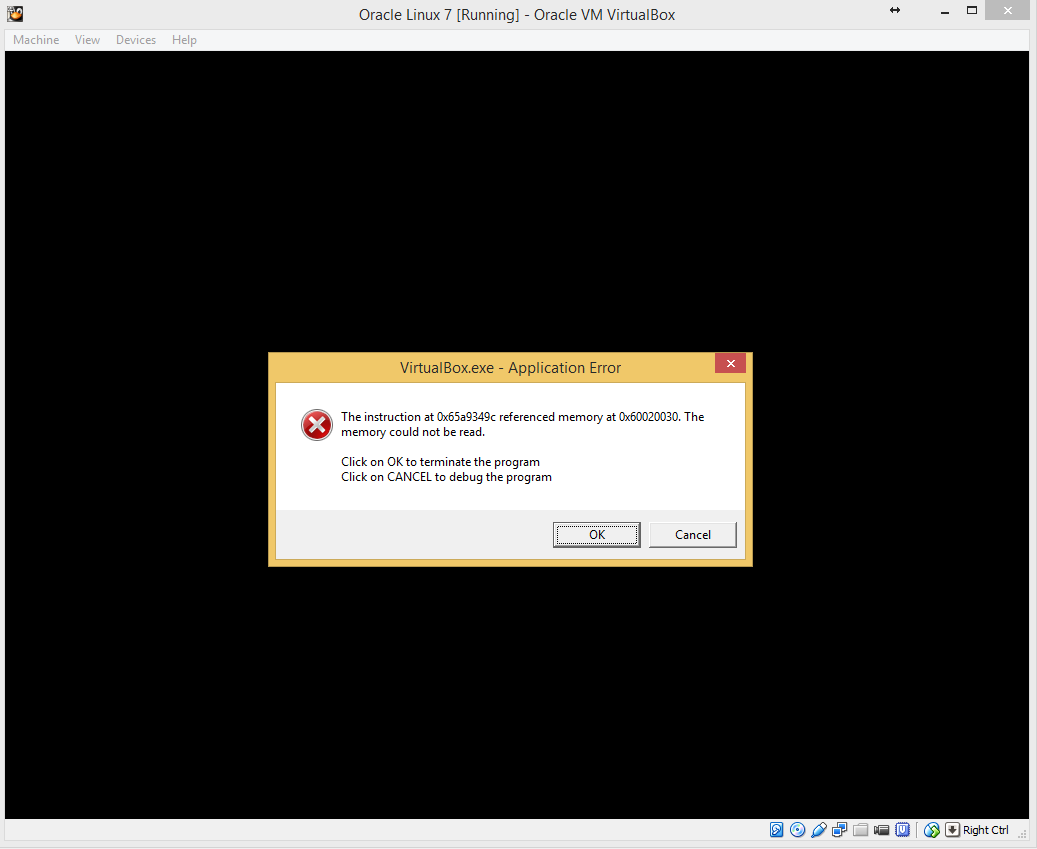 Oracle Linux 7 [Running] - Oracle VM VirtualBox
Machine View Devices Help
VirtualBox.exe - Application Error
The instruction at 0x65a9349c referenced memory at 0x60020030. The
memory could not be read.
Click on OK to terminate the program
Click on CANCEL to debug the program
OK Cancel
Right Ctrl